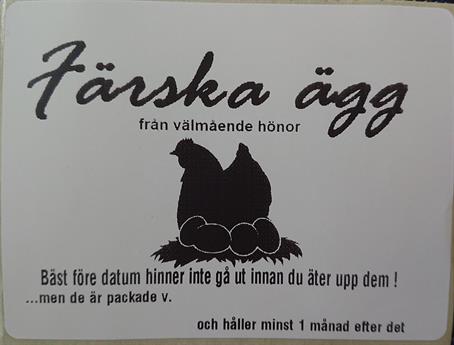 Färska ägg
från välmående hönor
Bäst före datum hinner inte gå ut innan du äter upp dem !
...men de är packade v.
och håller minst 1 månad efter det